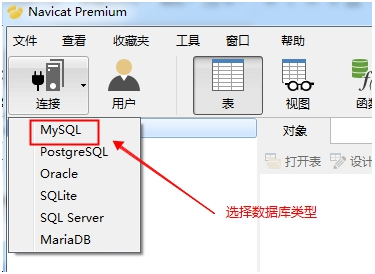 Navicat Premium
文件 查看 收藏夹 工具 窗口 帮助
连接 用户 表 视图
MySQL
PostgreSQL
Oracle
SQLite
SQL Server
MariaDB
对象
打开表 设计
选择数据库类型